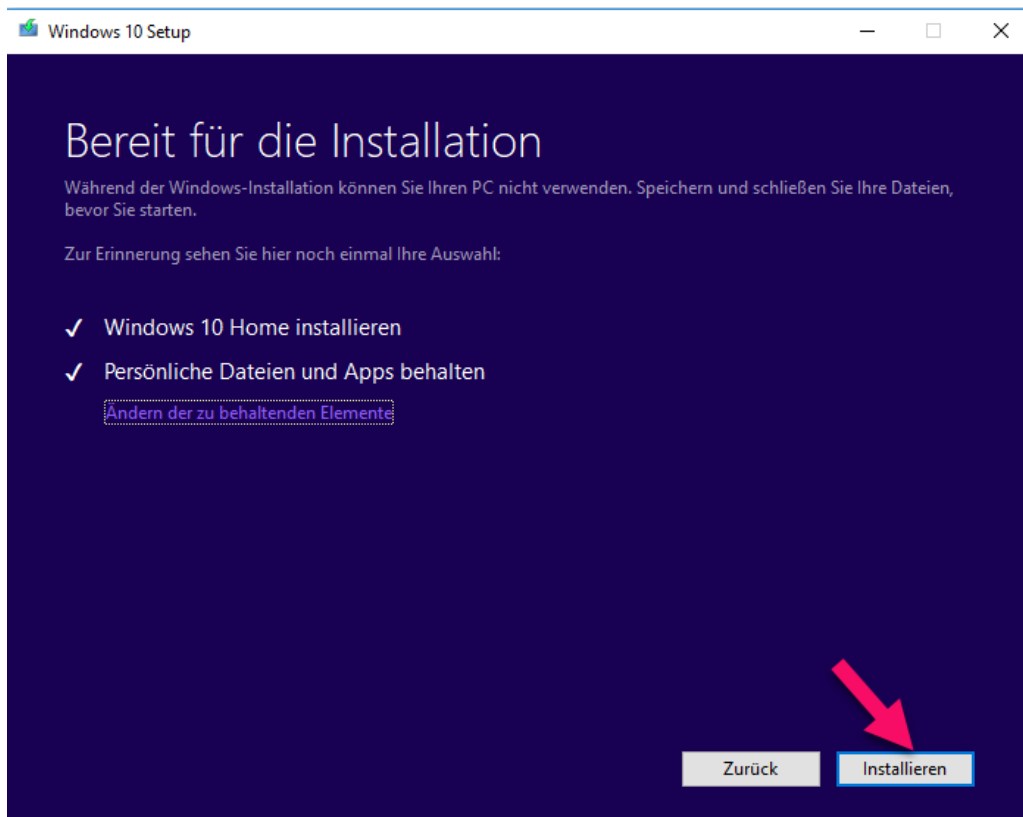 Windows 10 Setup
Bereit für die Installation
Während der Windows-Installation können Sie Ihren PC nicht verwenden. Speichern und schließen Sie Ihre Dateien,
bevor Sie starten.
Zur Erinnerung sehen Sie hier noch einmal Ihre Auswahl:
Windows 10 Home installieren
Persönliche Dateien und Apps behalten
Ändern der zu behaltenden Elemente
Zurück
Installieren